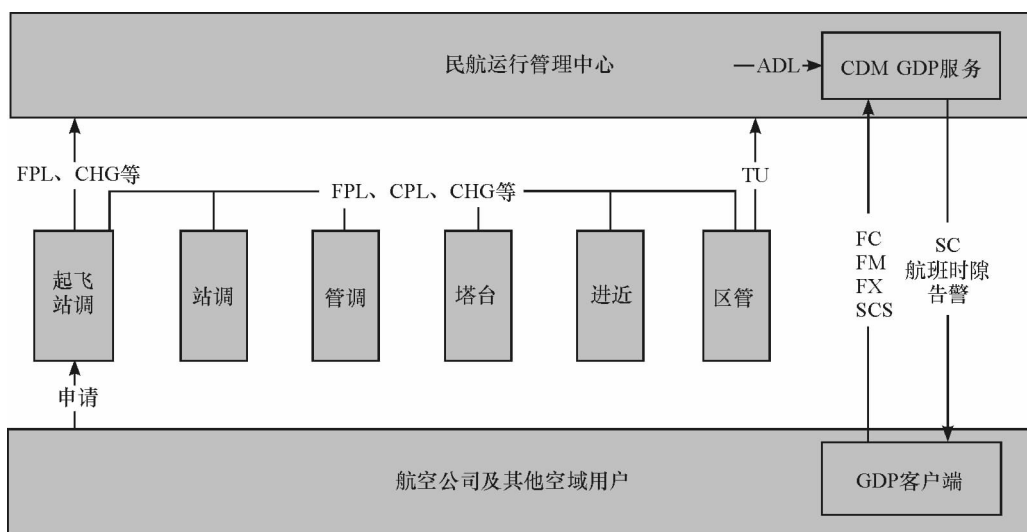 民航运行管理中心
ADL
CDM GDP服务
FPL、CHG等
FPL、CPL、CHG等
TU
起飞
站调
站调
管调
塔台
进近
区管
FC
FM
FX
SCS
SC
航班时隙
告警
申请
航空公司及其他空域用户
GDP客户端